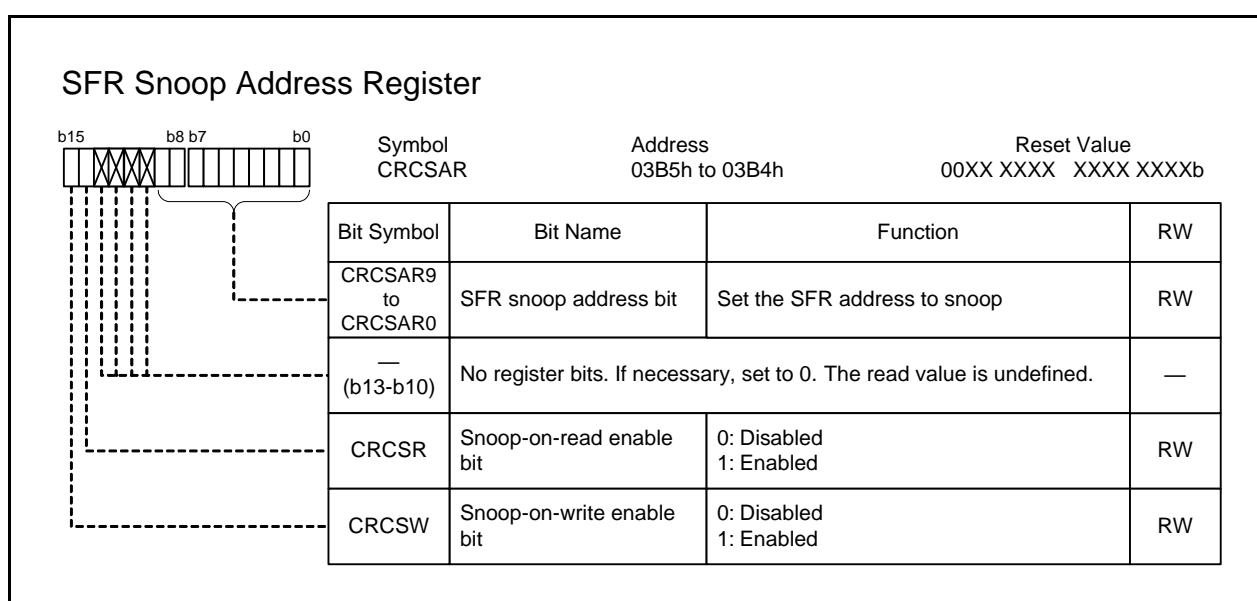 SFR Snoop Address Register
b15 b8 b7 b0
Symbol Address Reset Value
CRCSAR 03B5h to 03B4h 00XX XXXX XXXX XXXXb
Bit Symbol Bit Name Function RW
CRCSAR9
to
CRCSAR0
SFR snoop address bit Set the SFR address to snoop RW
—
(b13-b10)
No register bits. If necessary, set to 0. The read value is undefined. —
CRCSR
Snoop-on-read enable
bit
0: Disabled
1: Enabled
RW
CRCSW
Snoop-on-write enable
bit
0: Disabled
1: Enabled
RW